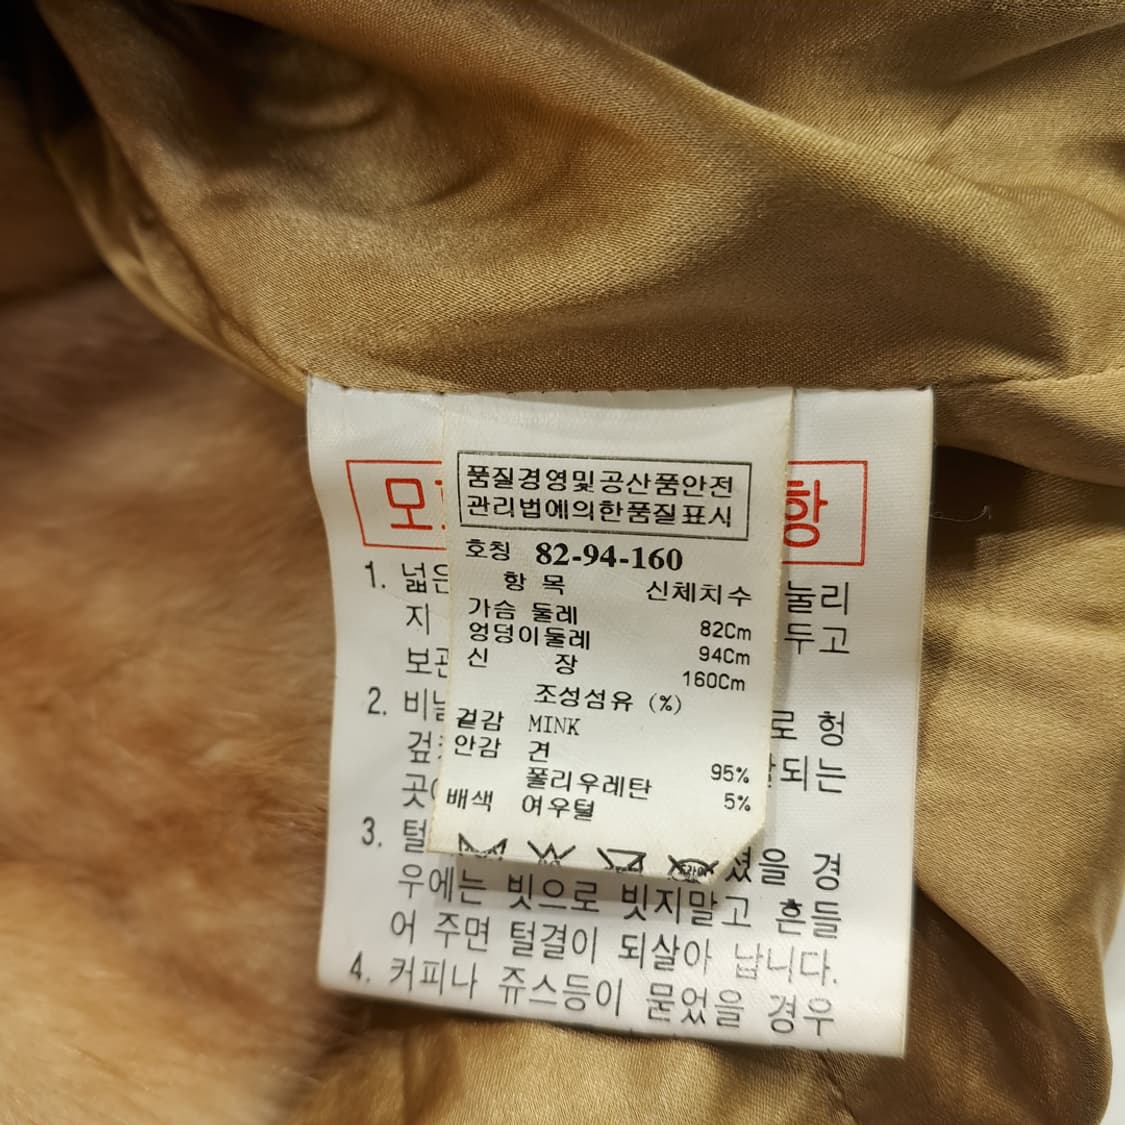 품질경영및공산품안전
관리법에의한품질표시
호칭 82-94-160
항 목 신체치수
가슴 둘레 82Cm
엉덩이둘레 94Cm
신 장 160Cm
조성섬유 (%)
겉감 MINK
안감 견 95%
폴리우레탄 5%
배색 여우털
모 항
1. 넓은 눌리
지 두고
보관
2. 비닐 로 헝
되는
곳에
3. 털 졌을 경
우에는 빗으로 빗지말고 흔들
어 주면 털결이 되살아 납니다.
4. 커피나 쥬스등이 묻었을 경우